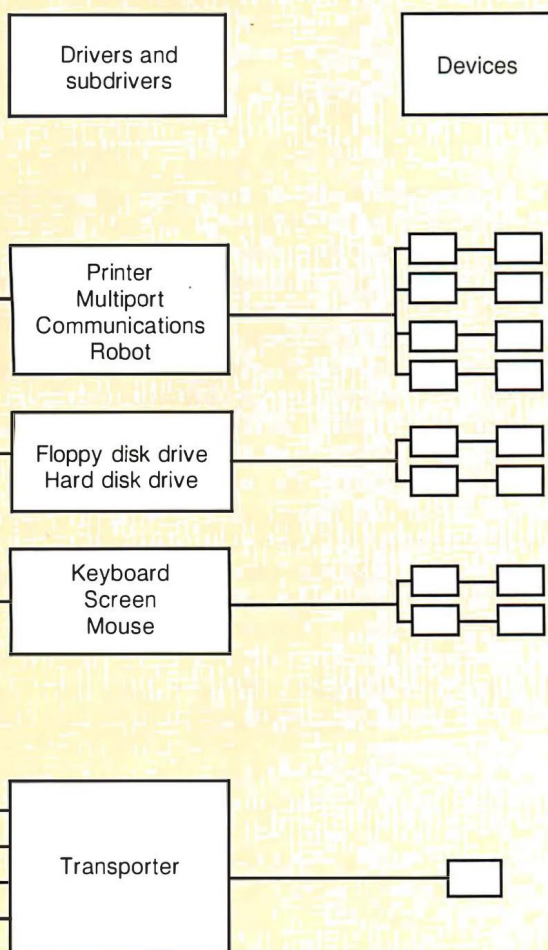 Drivers and
subdrivers
Devices
Printer
Multiport
Communications
Robot
Floppy disk drive
Hard disk drive
Keyboard
Screen
Mouse
Transporter